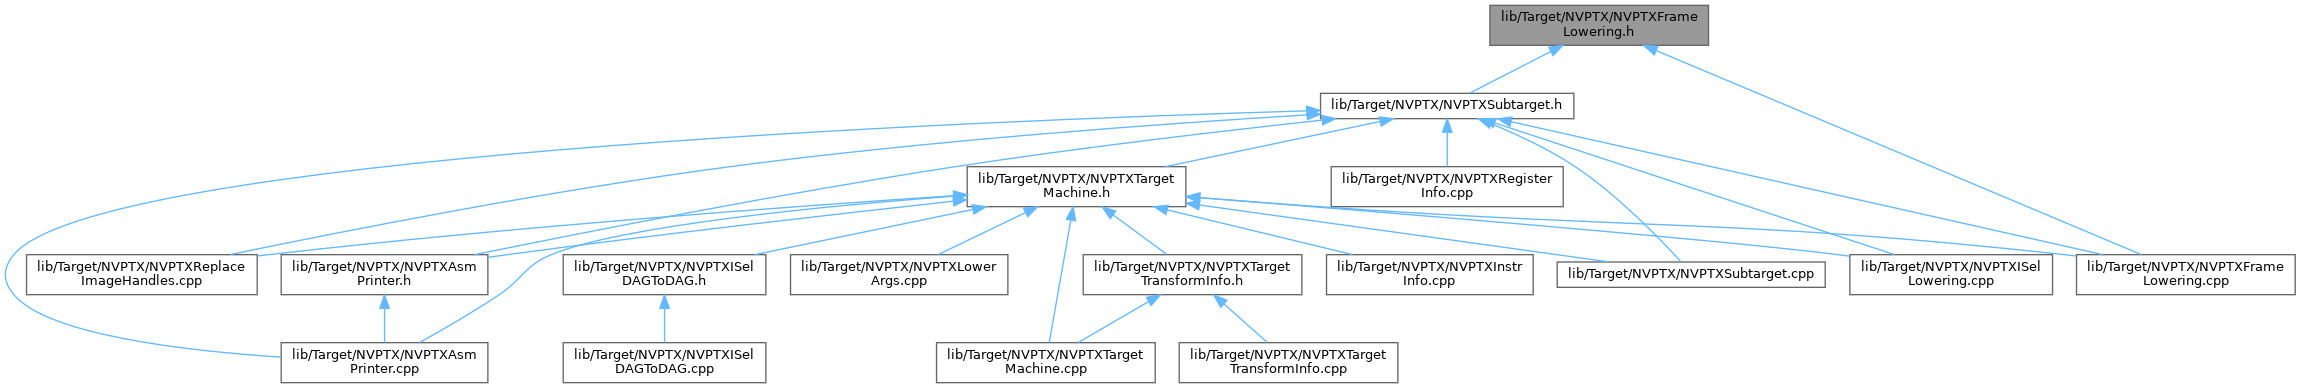 lib/Target/NVPTX/NVPTXFrame
Lowering.h
lib/Target/NVPTX/NVPTXSubtarget.h
lib/Target/NVPTX/NVPTXTarget
Machine.h
lib/Target/NVPTX/NVPTXRegister
Info.cpp
lib/Target/NVPTX/NVPTXReplace
ImageHandles.cpp
lib/Target/NVPTX/NVPTXAsm
Printer.h
lib/Target/NVPTX/NVPTXISel
DAGToDAG.h
lib/Target/NVPTX/NVPTXLower
Args.cpp
lib/Target/NVPTX/NVPTXTarget
TransformInfo.h
lib/Target/NVPTX/NVPTXInstr
Info.cpp
lib/Target/NVPTX/NVPTXSubtarget.cpp
lib/Target/NVPTX/NVPTXISel
Lowering.cpp
lib/Target/NVPTX/NVPTXFrame
Lowering.cpp
lib/Target/NVPTX/NVPTXAsm
Printer.cpp
lib/Target/NVPTX/NVPTXISel
DAGToDAG.cpp
lib/Target/NVPTX/NVPTXTarget
Machine.cpp
lib/Target/NVPTX/NVPTXTarget
TransformInfo.cpp